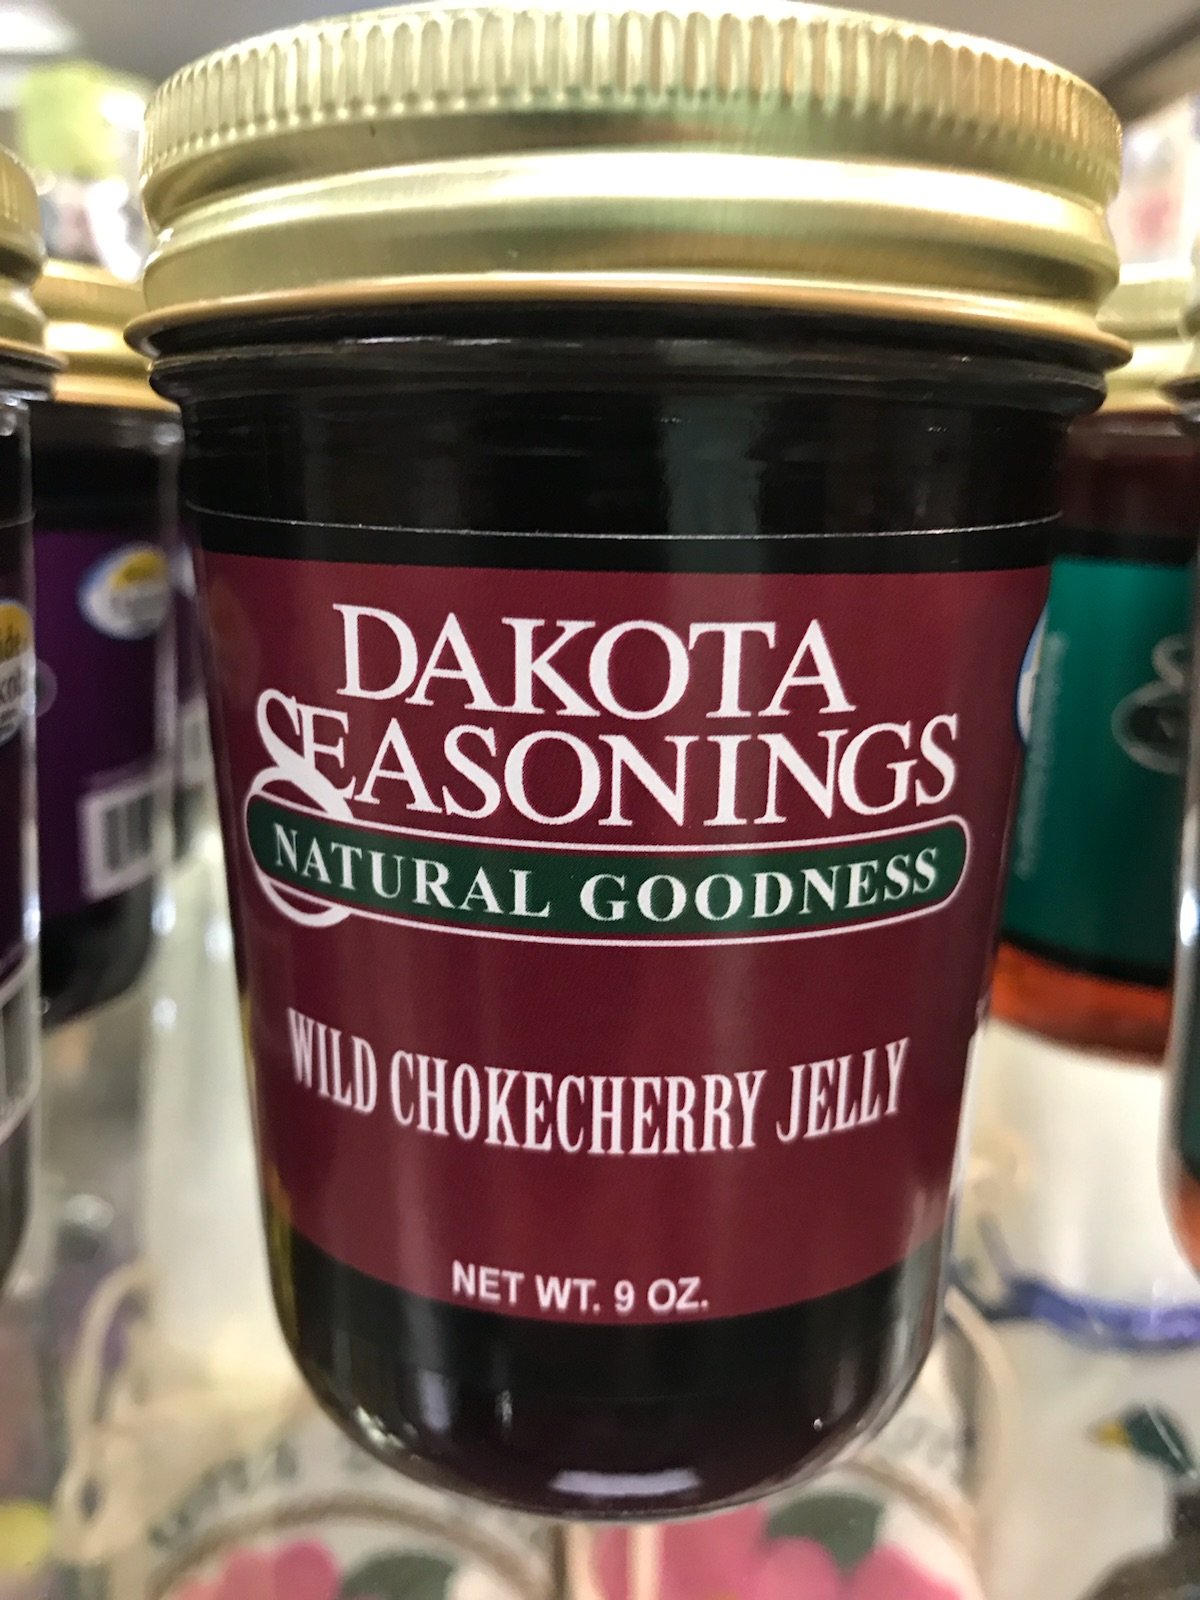 DAKOTA
SEASONINGS
NATURAL GOODNESS
WILD CHOKECHERRY JELLY
NET WT. 9 OZ.